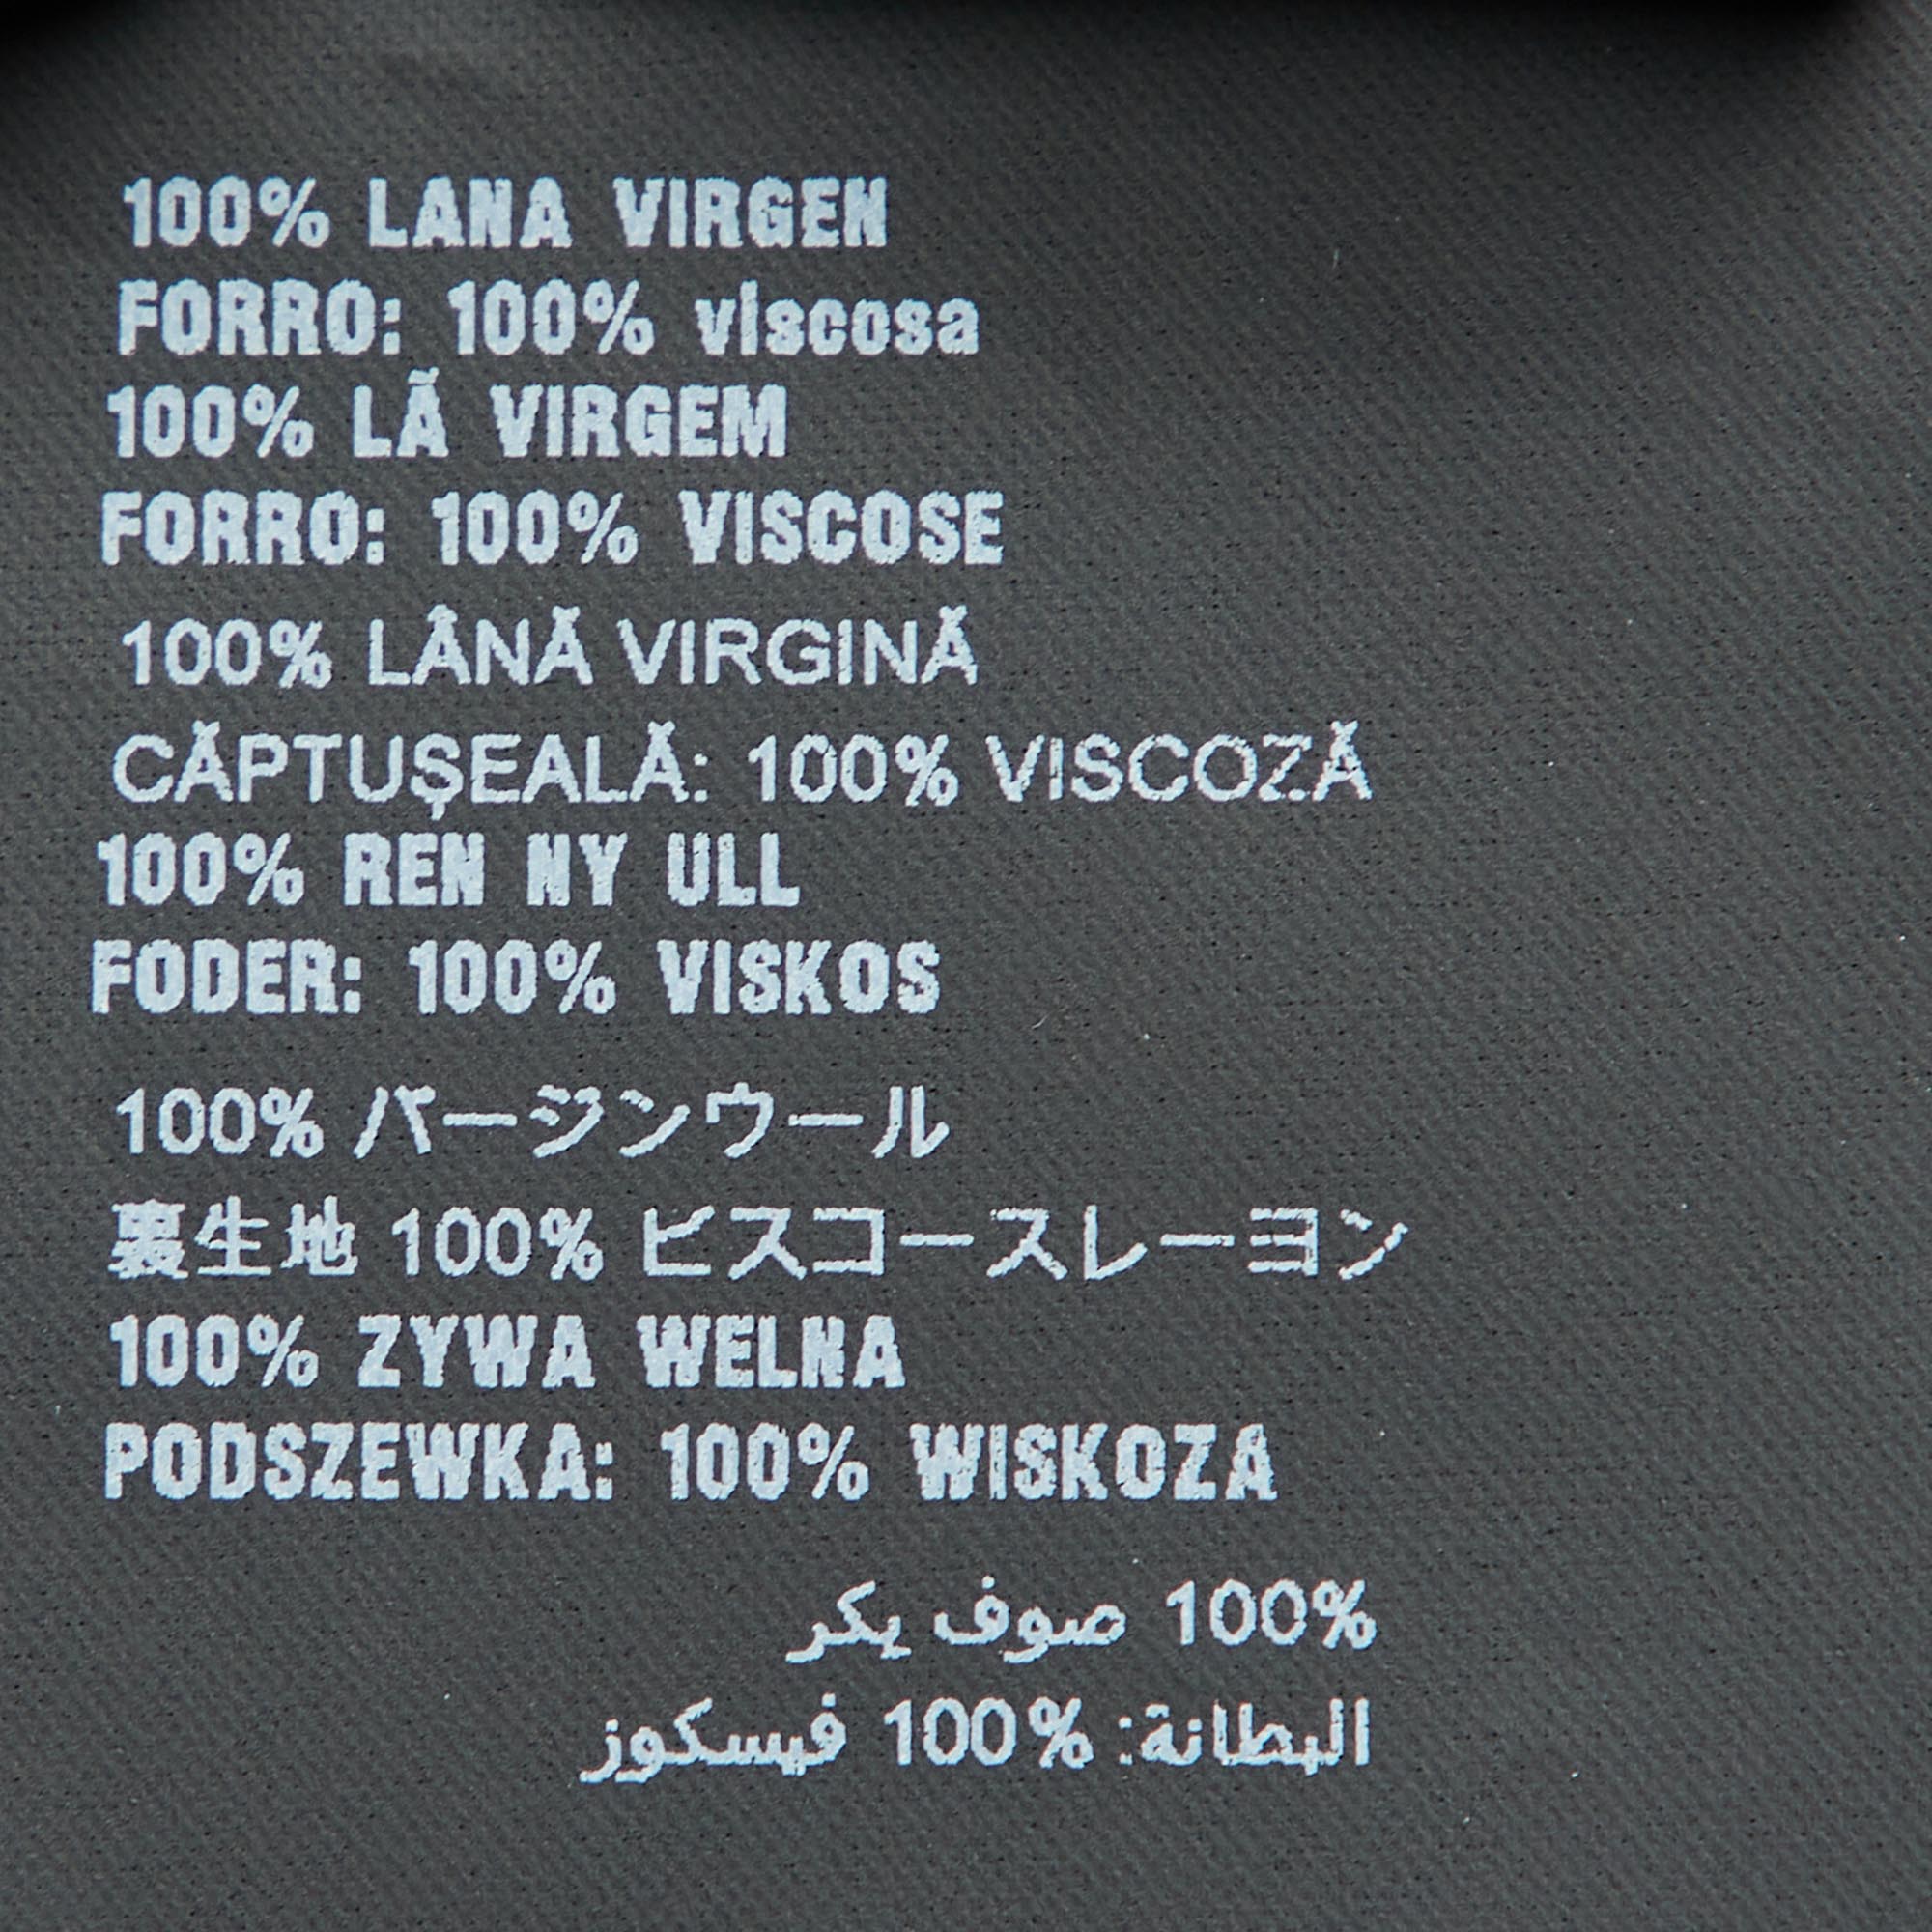 100% LANA VIRGEN
FORRO: 100% viscosa
100% LÃ VIRGEM
FORRO: 100% VISCOSE
100% LÂNĂ VIRGINĂ
CĂPTUȘEALĂ: 100% VISCOZĂ
100% REN NY ULL
FODER: 100% VISKOS
100% バージンウール
裏生地 100% ビスコースレーヨン
100% ZYWA WELNA
PODSZEWKA: 100% WISKOZA
100% صوف يكر
البطانة: 100% فيسكوز